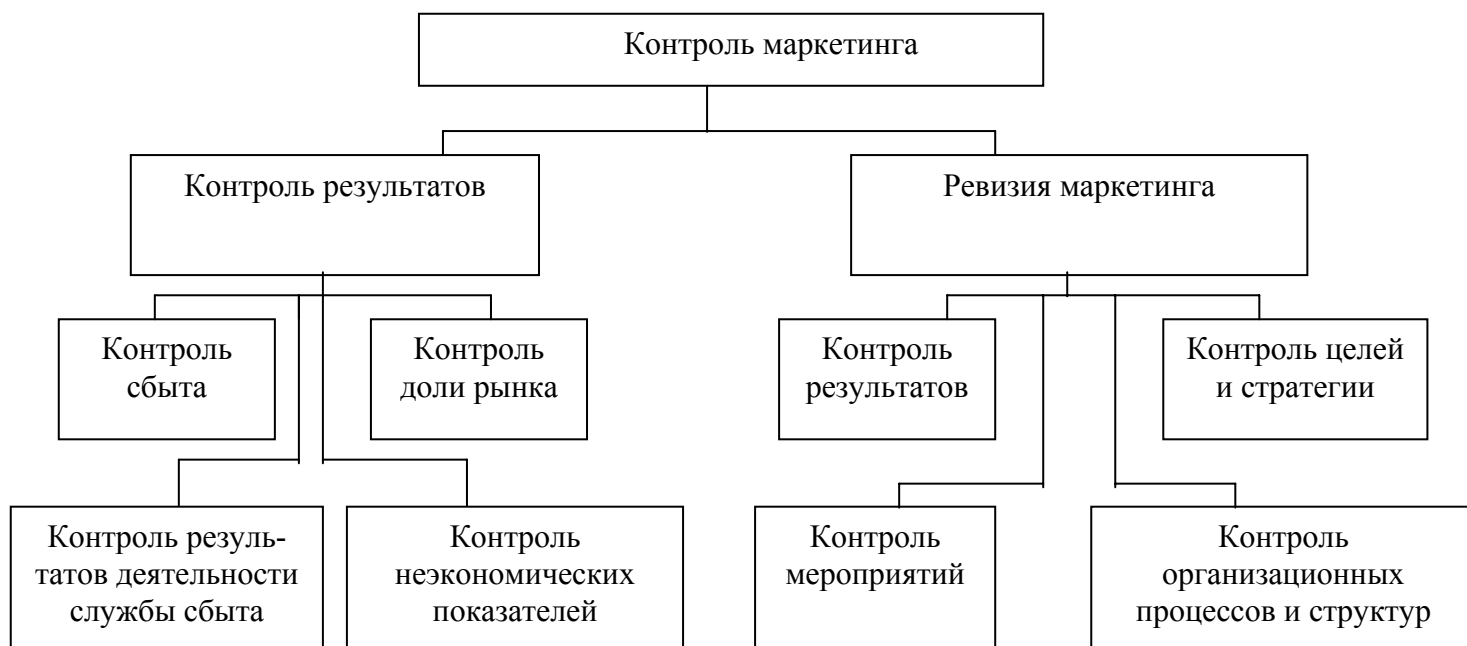 Контроль маркетинга
Контроль результатов
Ревизия маркетинга
Контроль
сбыта
Контроль
доли рынка
Контроль
результатов
Контроль целей
и стратегии
Контроль резуль-
татов деятельности
службы сбыта
Контроль
неэкономических
показателей
Контроль
мероприятий
Контроль
организационных
процессов и структур